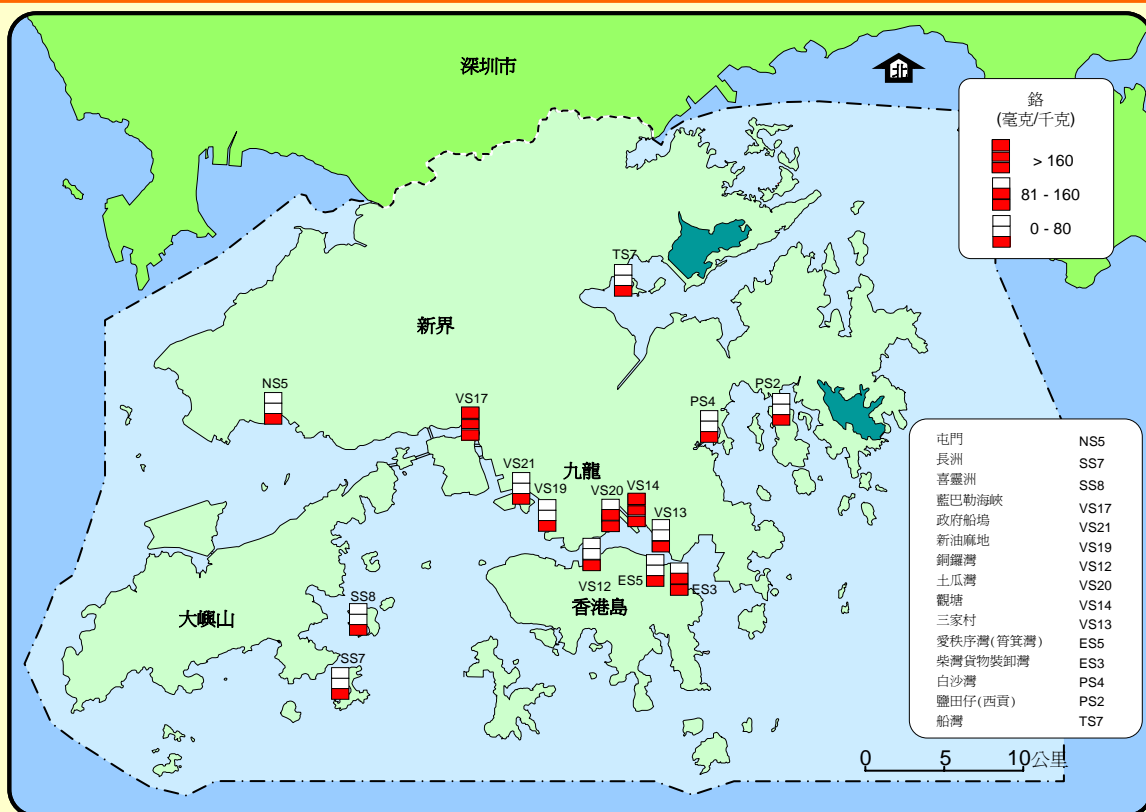 深圳市
北
鉻
(毫克/千克)
> 160
81 - 160
0 - 80
TS7
新界
NS5
VS17
PS4
PS2
九龍
VS21
VS19
VS20
VS14
VS13
VS12
ES5
ES3
香港島
大嶼山
SS8
SS7
屯門 NS5
長洲 SS7
喜靈洲 SS8
藍巴勒海峽 VS17
政府船塢 VS21
新油麻地 VS19
銅鑼灣 VS12
土瓜灣 VS20
觀塘 VS14
三家村 VS13
愛秩序灣(筲箕灣) ES5
柴灣貨物裝卸灣 ES3
白沙灣 PS4
鹽田仔(西貢) PS2
船灣 TS7
0 5 10公里